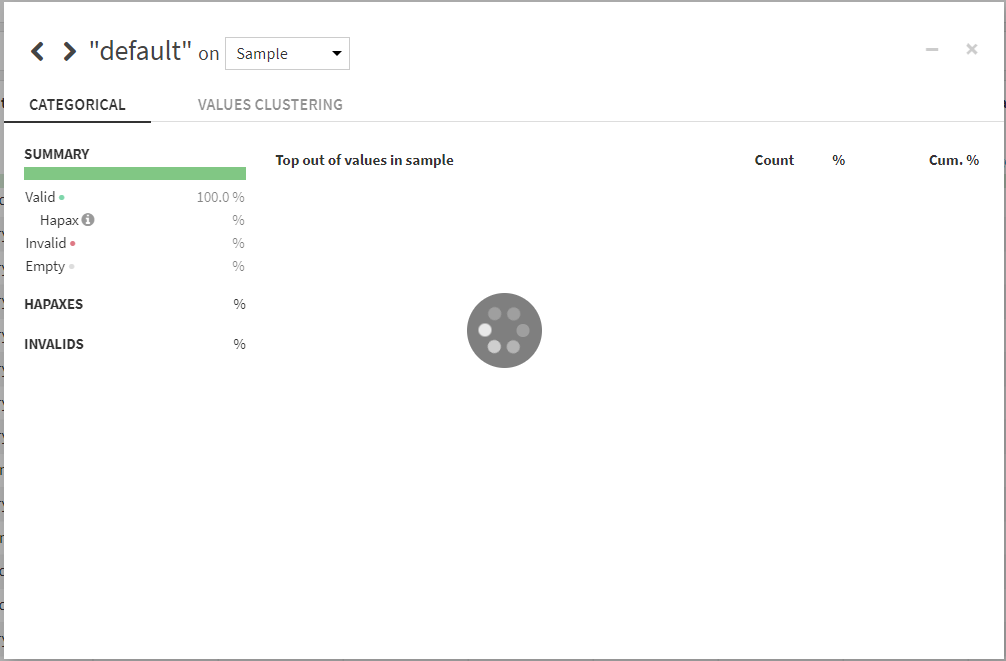 "default" on Sample
CATEGORICAL VALUES CLUSTERING
SUMMARY
Top out of values in sample Count % Cum. %
Valid 100.0 %
Hapax %
Invalid %
Empty %
HAPAXES %
INVALIDS %